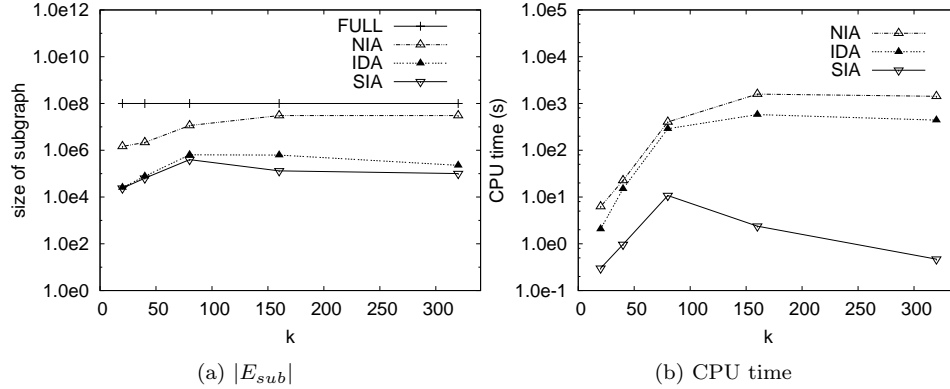 1.0e12
1.0e10
1.0e8
1.0e6
1.0e4
1.0e2
1.0e0
size of subgraph
FULL
NIA
IDA
SIA
0 50 100 150 200 250 300
k
(a) |E_sub|
1.0e5
1.0e4
1.0e3
1.0e2
1.0e1
1.0e0
1.0e-1
CPU time (s)
NIA
IDA
SIA
0 50 100 150 200 250 300
k
(b) CPU time